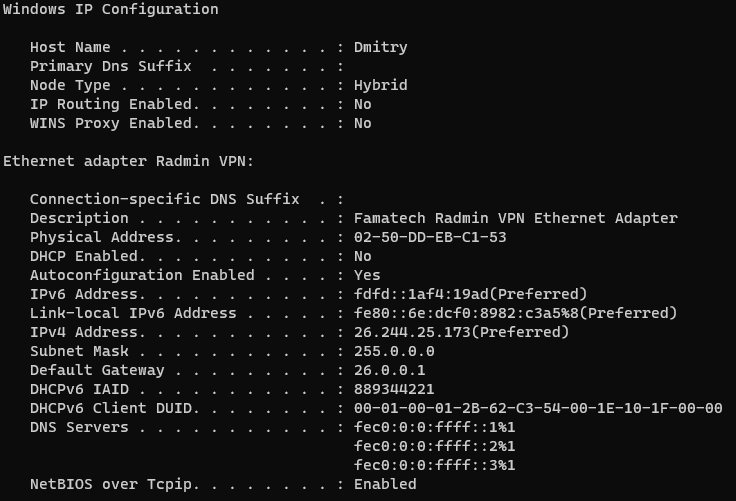 Windows IP Configuration
Host Name . . . . . . . . . . . . : Dmitry
Primary Dns Suffix  . . . . . . . :
Node Type . . . . . . . . . . . . : Hybrid
IP Routing Enabled. . . . . . . . : No
WINS Proxy Enabled. . . . . . . . : No
Ethernet adapter Radmin VPN:
Connection-specific DNS Suffix  . :
Description . . . . . . . . . . . : Famatech Radmin VPN Ethernet Adapter
Physical Address. . . . . . . . . : 02-50-DD-EB-C1-53
DHCP Enabled. . . . . . . . . . . : No
Autoconfiguration Enabled . . . . : Yes
IPv6 Address. . . . . . . . . . . : fdfd::1af4:19ad(Preferred)
Link-local IPv6 Address . . . . . : fe80::6e:dcf0:8982:c3a5%8(Preferred)
IPv4 Address. . . . . . . . . . . : 26.244.25.173(Preferred)
Subnet Mask . . . . . . . . . . . : 255.0.0.0
Default Gateway . . . . . . . . . : 26.0.0.1
DHCPv6 IAID . . . . . . . . . . . : 889344221
DHCPv6 Client DUID. . . . . . . . : 00-01-00-01-2B-62-C3-54-00-1E-10-1F-00-00
DNS Servers . . . . . . . . . . . : fec0:0:0:ffff::1%1
fec0:0:0:ffff::2%1
fec0:0:0:ffff::3%1
NetBIOS over Tcpip. . . . . . . . : Enabled